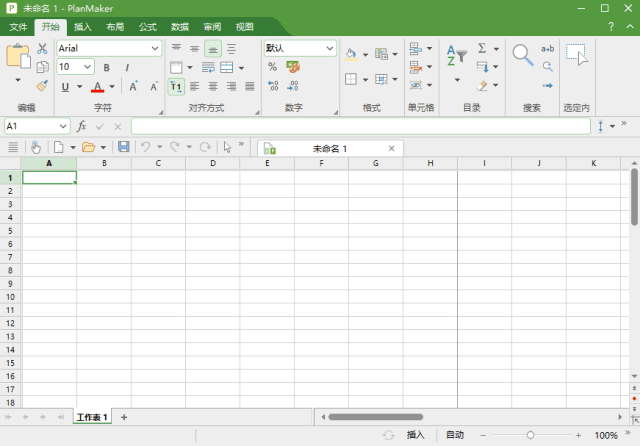 未命名 1 - PlanMaker
文件 开始 插入 布局 公式 数据 审阅 视图
Arial
默认
10 B I
U A A A
编辑 字符 对齐方式 数字 格式 单元格 目录 搜索 选定内
A1
未命名 1
A B C D E F G H I J K
1
2
3
4
5
6
7
8
9
10
11
12
13
14
15
16
17
18
工作表 1
插入 自动 100%